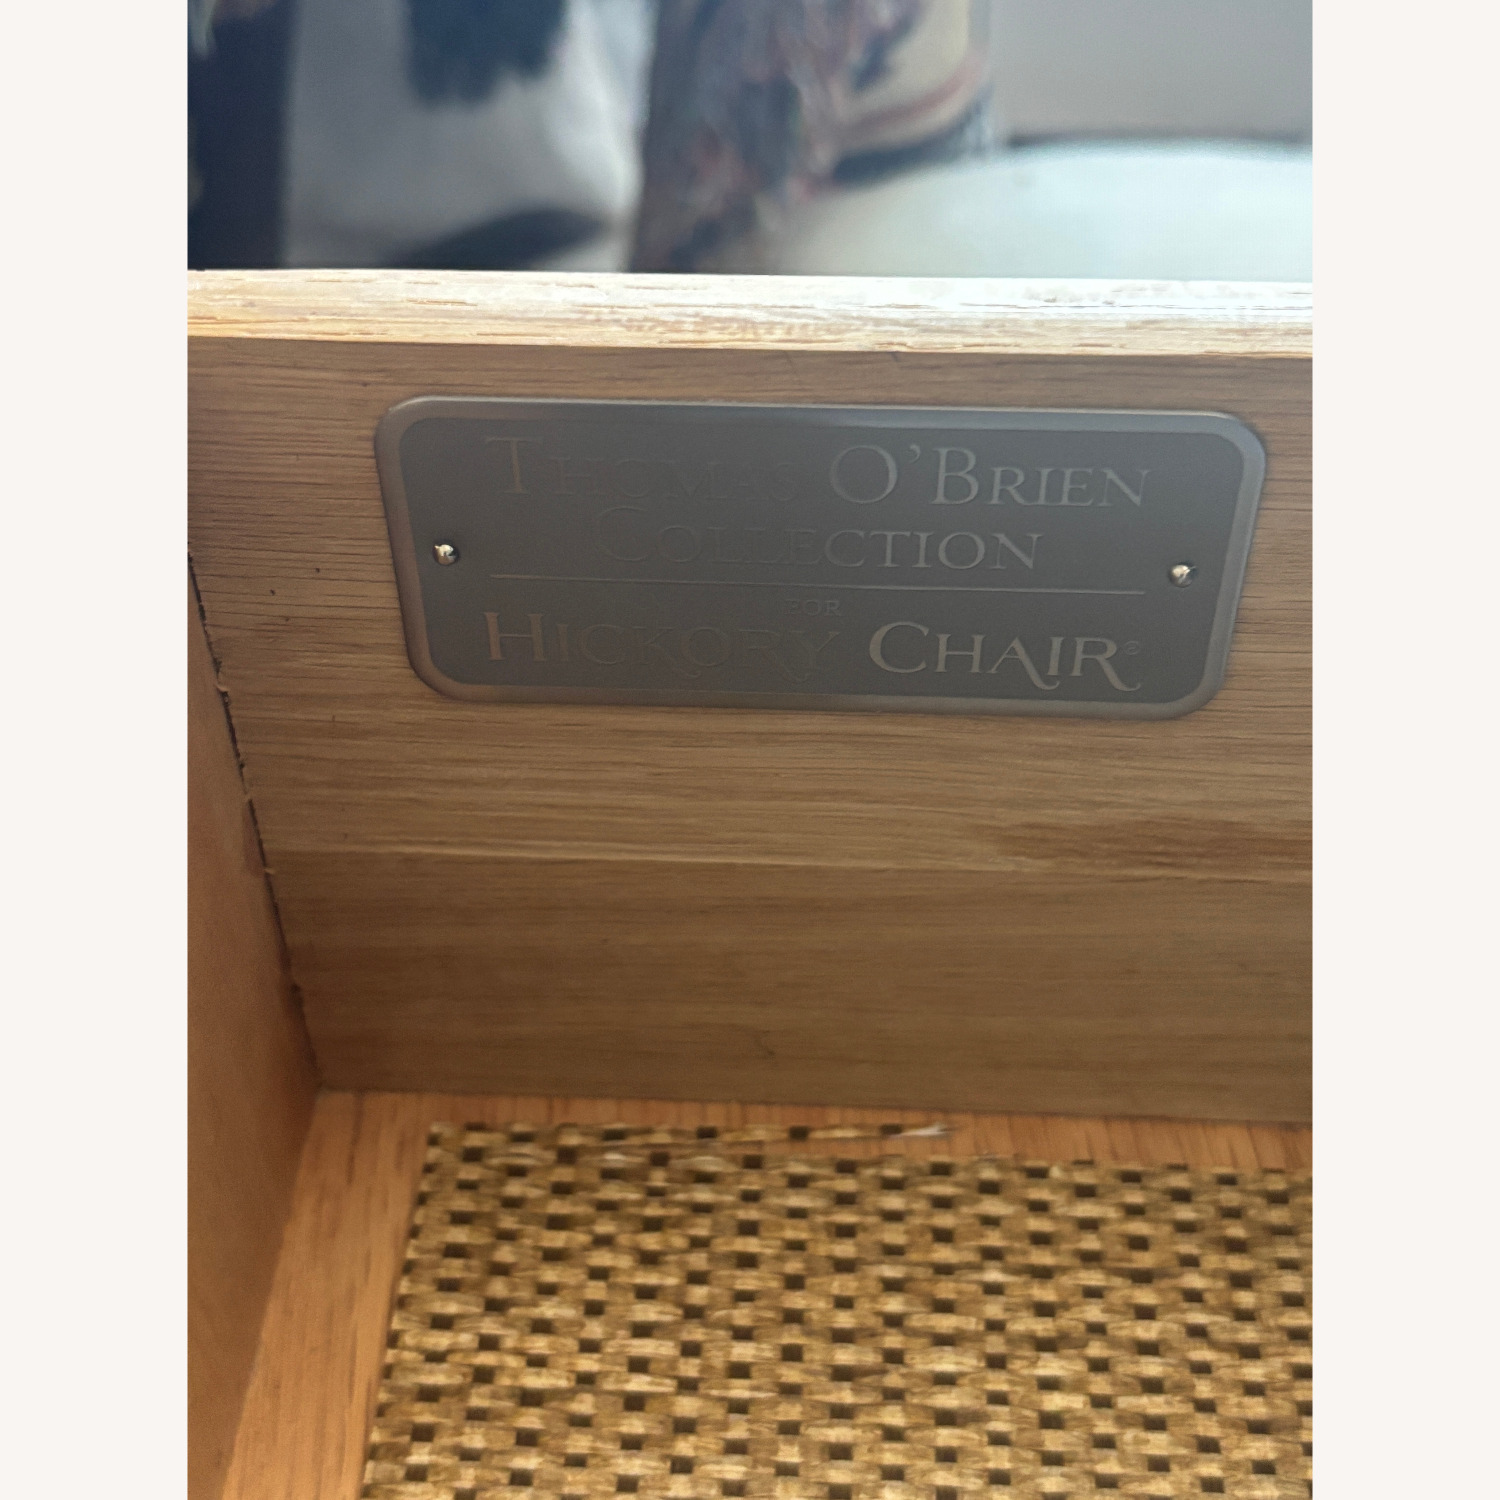 THOMAS O'BRIEN
COLLECTION
FOR
HICKORY CHAIR®